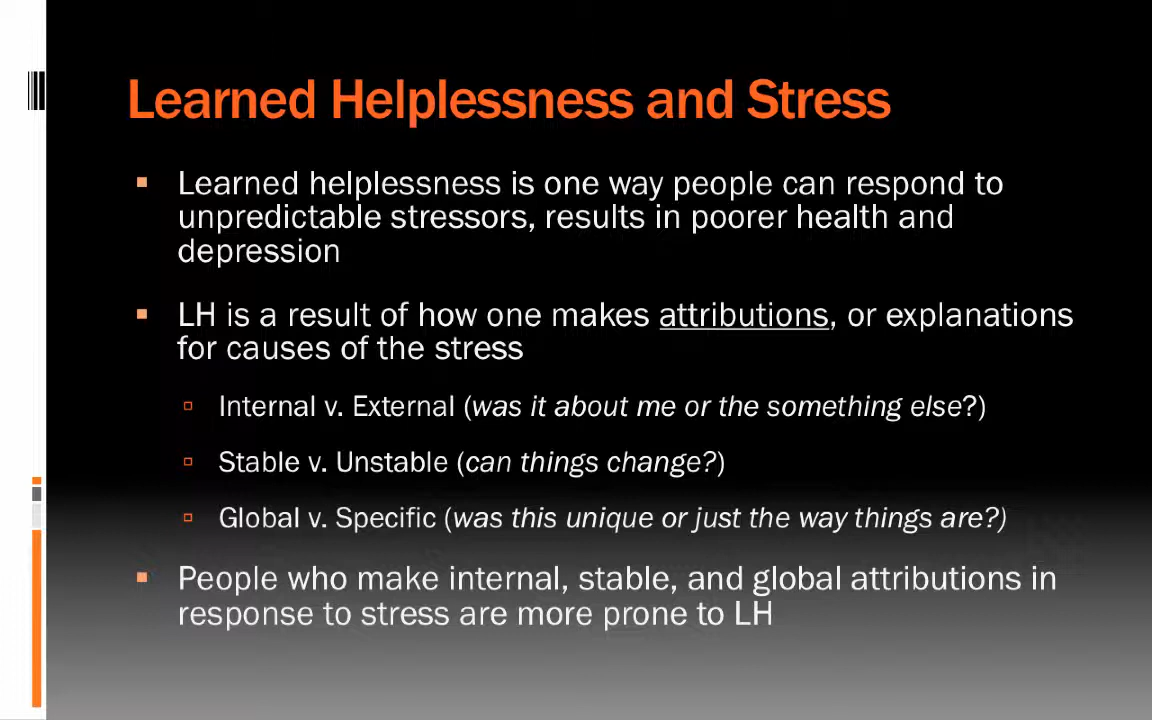 Learned Helplessness and Stress
▪ Learned helplessness is one way people can respond to
unpredictable stressors, results in poorer health and
depression
▪ LH is a result of how one makes attributions, or explanations
for causes of the stress
▫ Internal v. External (was it about me or the something else?)
▫ Stable v. Unstable (can things change?)
▫ Global v. Specific (was this unique or just the way things are?)
▪ People who make internal, stable, and global attributions in
response to stress are more prone to LH